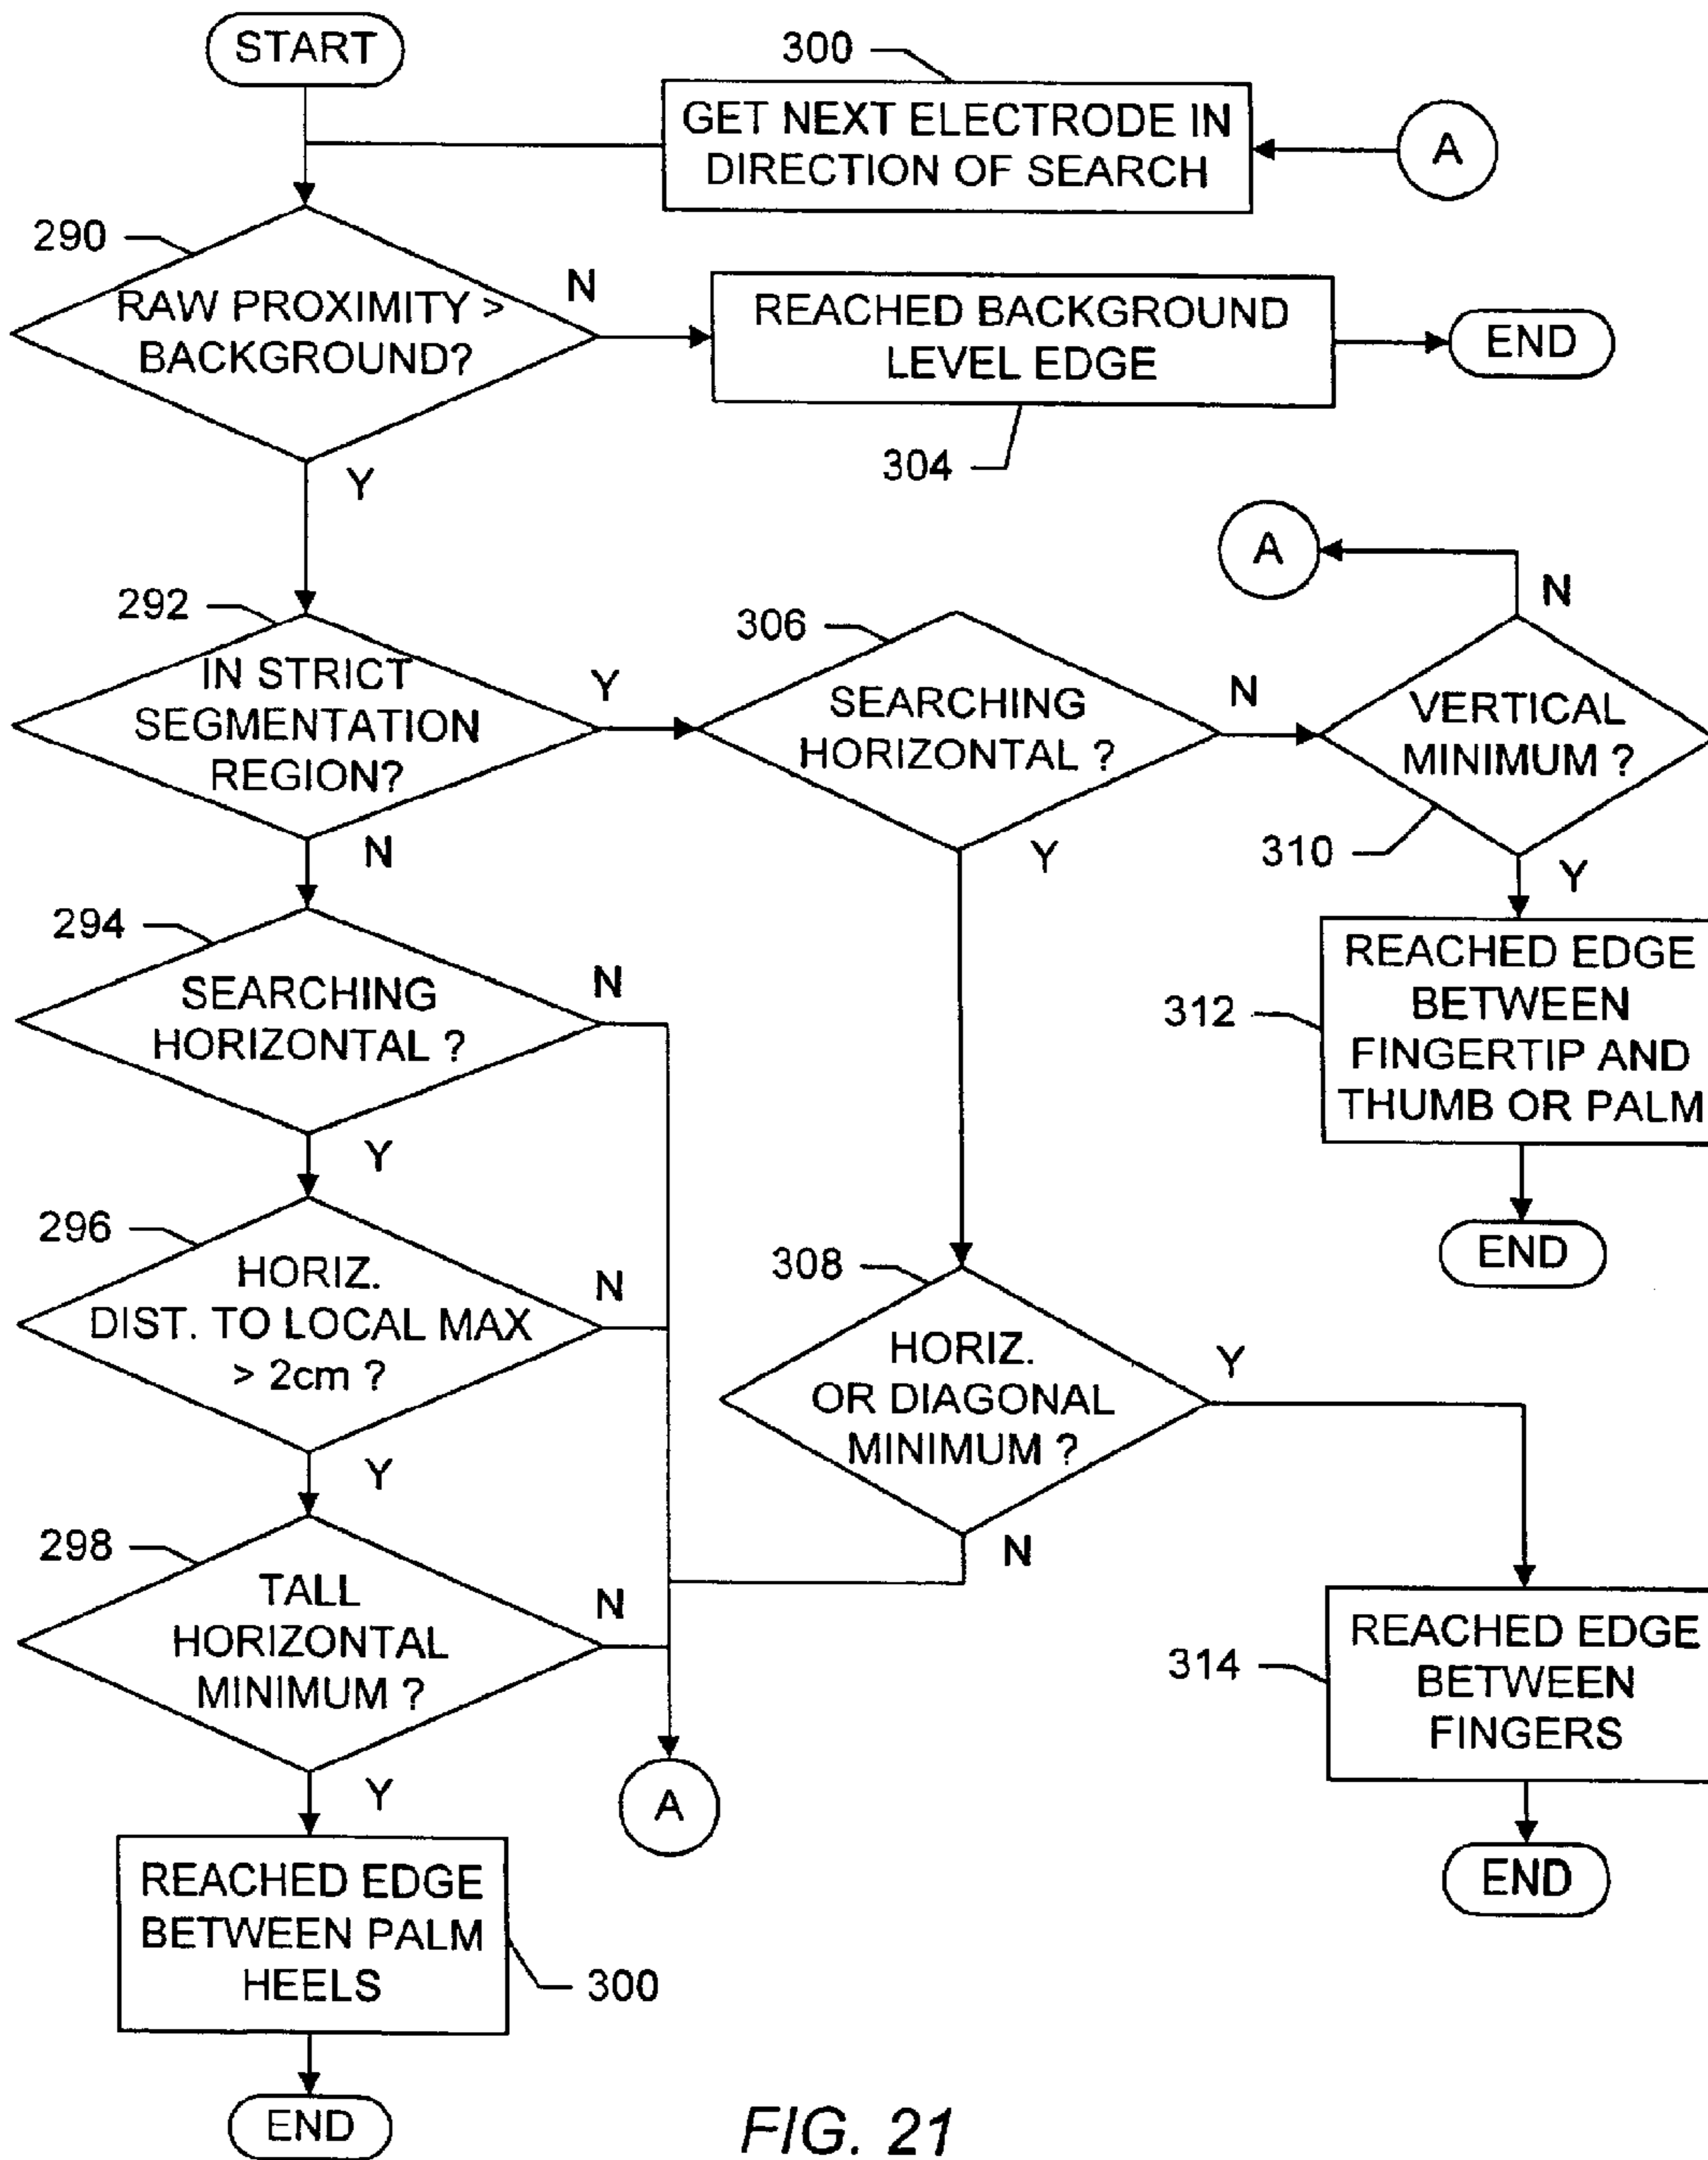 START
300
GET NEXT ELECTRODE IN
DIRECTION OF SEARCH
A
290
RAW PROXIMITY >
BACKGROUND?
N
Y
REACHED BACKGROUND
LEVEL EDGE
304
END
292
IN STRICT
SEGMENTATION
REGION?
Y
N
306
SEARCHING
HORIZONTAL ?
N
Y
A
N
VERTICAL
MINIMUM ?
310
Y
312
REACHED EDGE
BETWEEN
FINGERTIP AND
THUMB OR PALM
END
294
SEARCHING
HORIZONTAL ?
N
Y
296
HORIZ.
DIST. TO LOCAL MAX
> 2cm ?
N
Y
308
HORIZ.
OR DIAGONAL
MINIMUM ?
Y
N
298
TALL
HORIZONTAL
MINIMUM ?
N
Y
A
314
REACHED EDGE
BETWEEN
FINGERS
END
REACHED EDGE
BETWEEN PALM
HEELS
300
END
FIG. 21